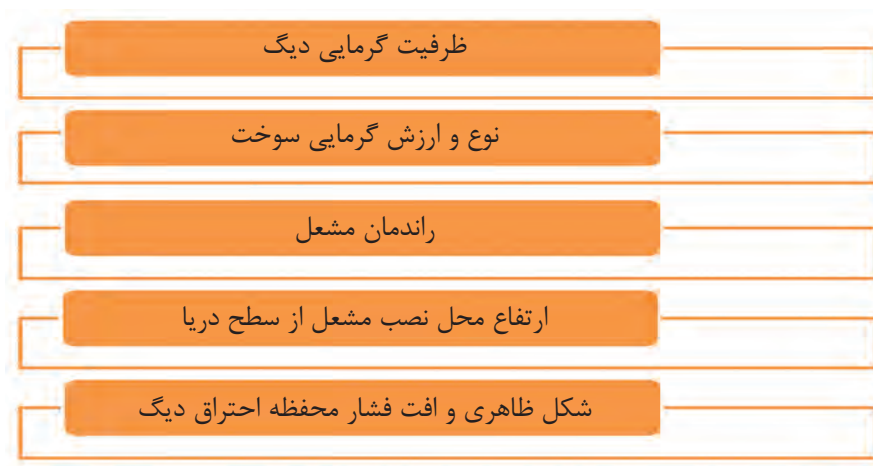 ظرفیت گرمایی دیگ
نوع و ارزش گرمایی سوخت
راندمان مشعل
ارتفاع محل نصب مشعل از سطح دریا
شکل ظاهری و افت فشار محفظه احتراق دیگ